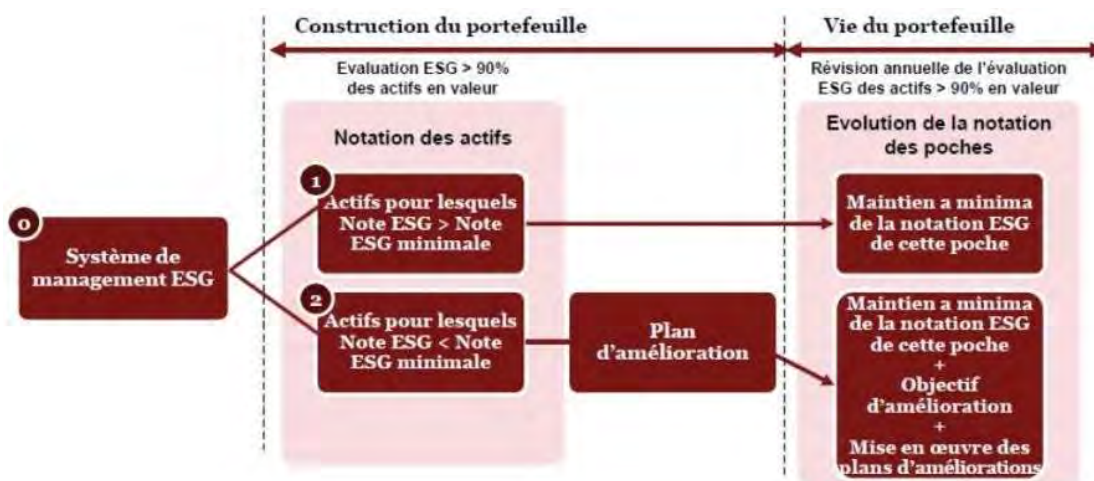 Construction du portefeuille
Vie du portefeuille
Evaluation ESG > 90%
des actifs en valeur
Révision annuelle de l'évaluation
ESG des actifs > 90% en valeur
Notation des actifs
Evolution de la notation
des poches
0
Système de
management ESG
1
Actifs pour lesquels
Note ESG > Note
ESG minimale
Maintien a minima
de la notation ESG
de cette poche
2
Actifs pour lesquels
Note ESG < Note
ESG minimale
Plan
d'amélioration
Maintien a minima
de la notation ESG
de cette poche
+
Objectif
d'amélioration
+
Mise en œuvre des
plans d'améliorations